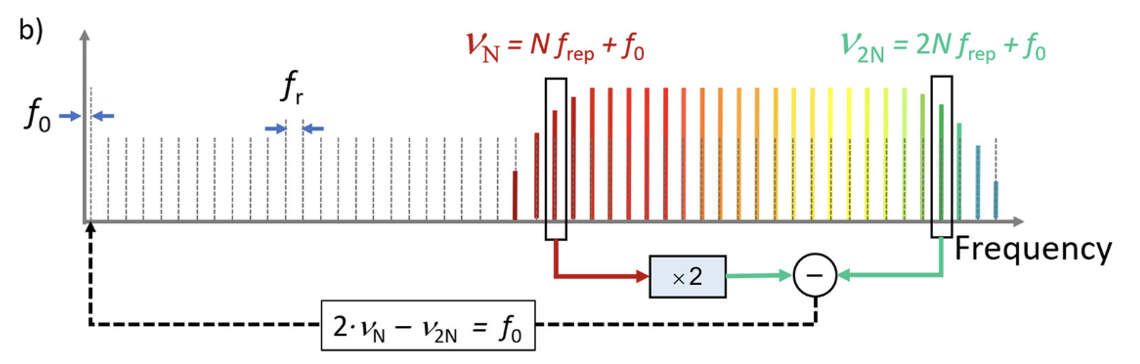 b)
ν_N = N f_rep + f_0
ν_2N = 2N f_rep + f_0
f_r
f_0
Frequency
×2
−
2·ν_N − ν_2N = f_0